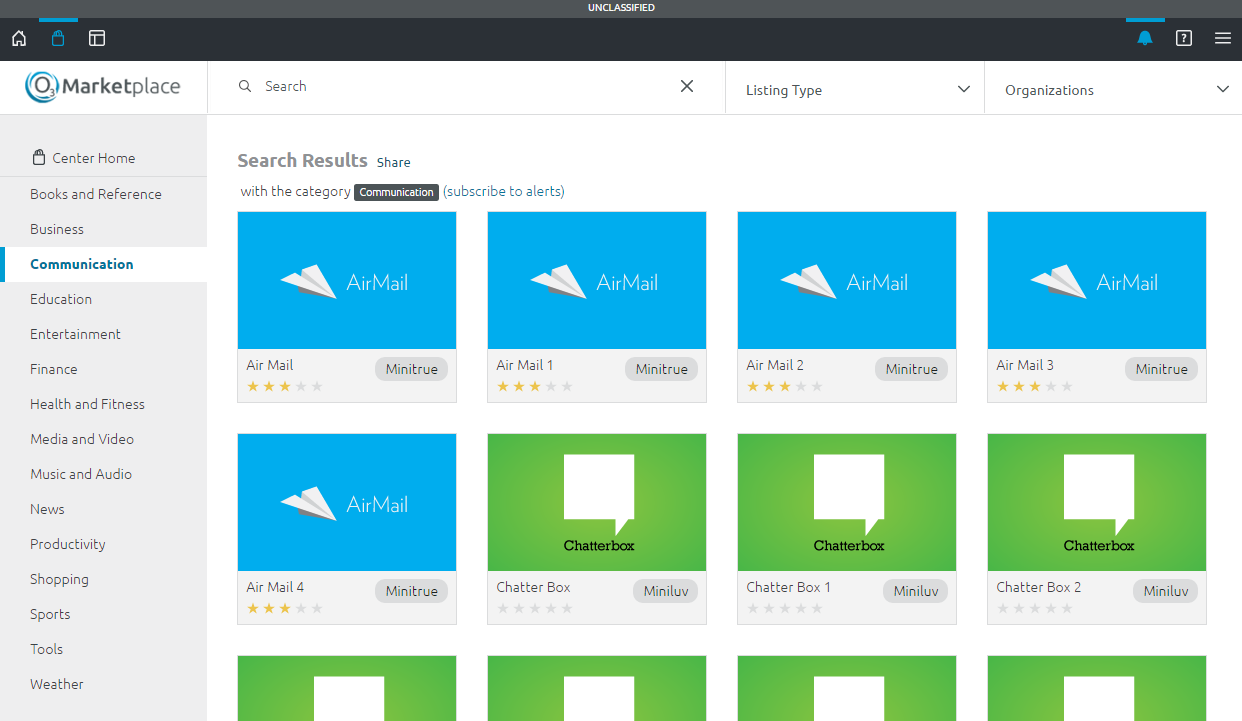 UNCLASSIFIED
O3 Marketplace
Search
Listing Type
Organizations
Center Home
Books and Reference
Business
Communication
Education
Entertainment
Finance
Health and Fitness
Media and Video
Music and Audio
News
Productivity
Shopping
Sports
Tools
Weather
Search Results Share
with the category Communication (subscribe to alerts)
AirMail
Air Mail
Minitrue
AirMail
Air Mail 1
Minitrue
AirMail
Air Mail 2
Minitrue
AirMail
Air Mail 3
Minitrue
AirMail
Air Mail 4
Minitrue
Chatterbox
Chatter Box
Miniluv
Chatterbox
Chatter Box 1
Miniluv
Chatterbox
Chatter Box 2
Miniluv